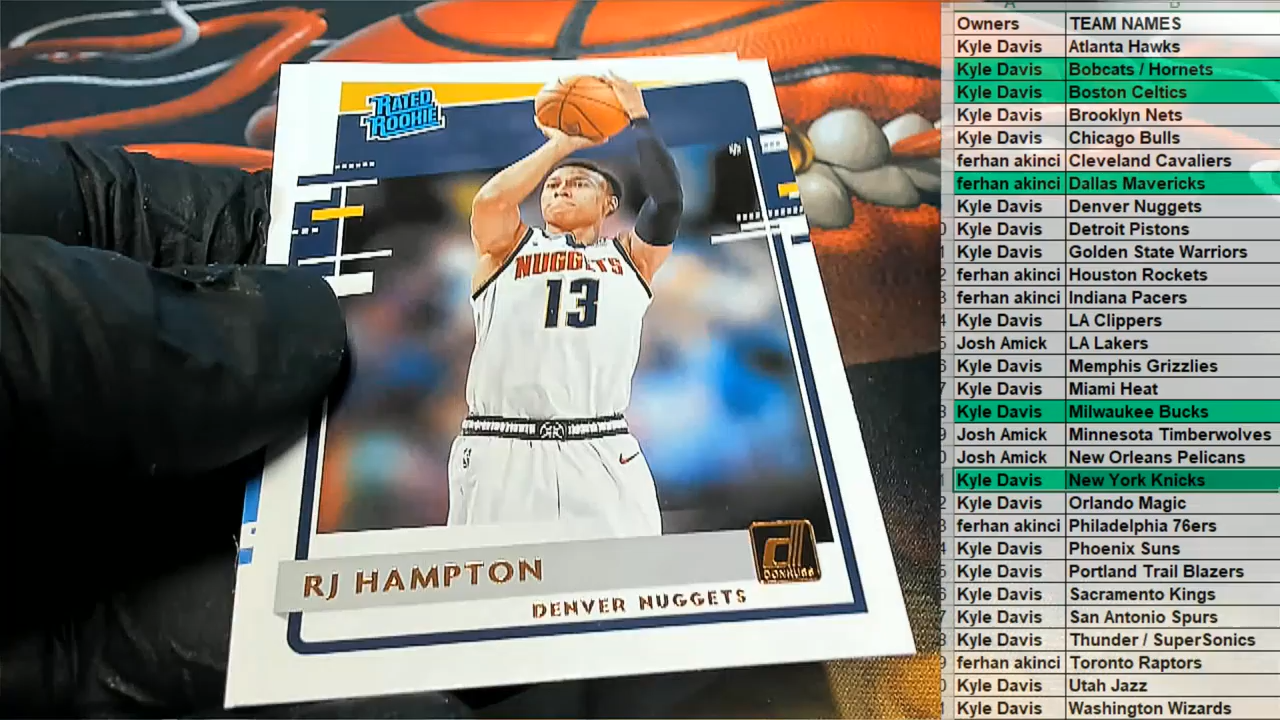 RATED
ROOKIE
NUGGETS
13
RJ HAMPTON
DONRUSS
DENVER NUGGETS
Owners TEAM NAMES
Kyle Davis Atlanta Hawks
Kyle Davis Bobcats / Hornets
Kyle Davis Boston Celtics
Kyle Davis Brooklyn Nets
Kyle Davis Chicago Bulls
ferhan akinci Cleveland Cavaliers
ferhan akinci Dallas Mavericks
Kyle Davis Denver Nuggets
Kyle Davis Detroit Pistons
Kyle Davis Golden State Warriors
ferhan akinci Houston Rockets
ferhan akinci Indiana Pacers
Kyle Davis LA Clippers
Josh Amick LA Lakers
Kyle Davis Memphis Grizzlies
Kyle Davis Miami Heat
Kyle Davis Milwaukee Bucks
Josh Amick Minnesota Timberwolves
Josh Amick New Orleans Pelicans
Kyle Davis New York Knicks
Kyle Davis Orlando Magic
ferhan akinci Philadelphia 76ers
Kyle Davis Phoenix Suns
Kyle Davis Portland Trail Blazers
Kyle Davis Sacramento Kings
Kyle Davis San Antonio Spurs
Kyle Davis Thunder / SuperSonics
ferhan akinci Toronto Raptors
Kyle Davis Utah Jazz
Kyle Davis Washington Wizards